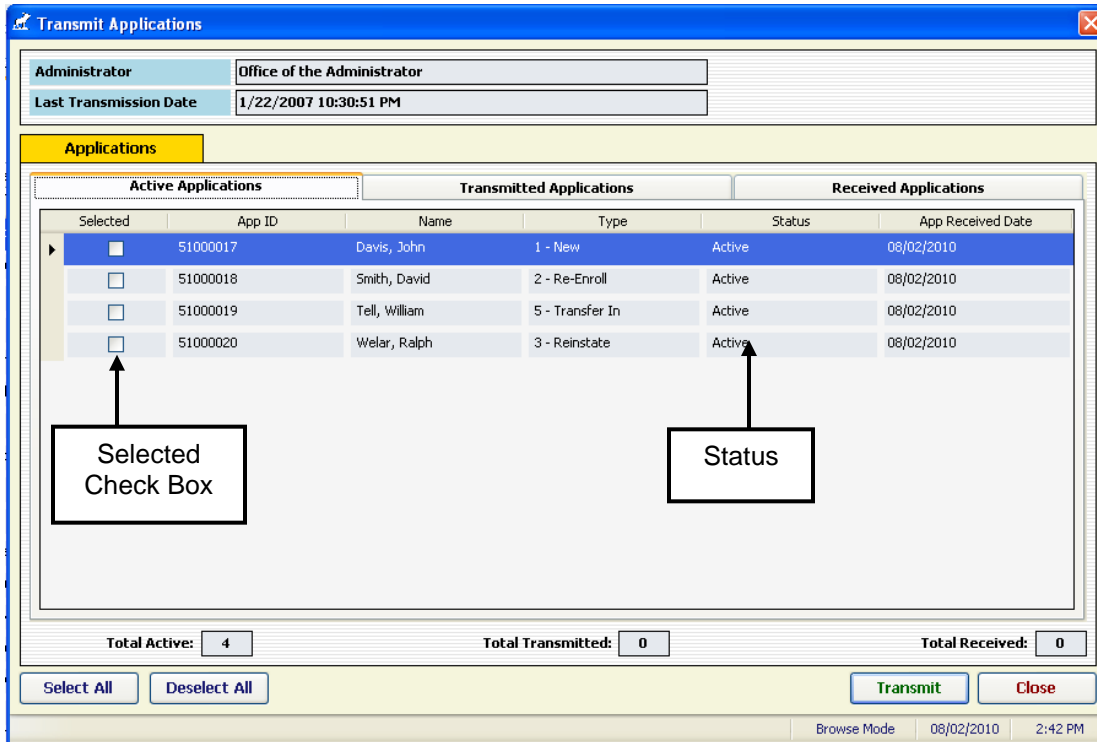 Transmit Applications
Administrator Office of the Administrator
Last Transmission Date 1/22/2007 10:30:51 PM
Applications
Active Applications Transmitted Applications Received Applications
Selected App ID Name Type Status App Received Date
51000017 Davis, John 1 - New Active 08/02/2010
51000018 Smith, David 2 - Re-Enroll Active 08/02/2010
51000019 Tell, William 5 - Transfer In Active 08/02/2010
51000020 Welar, Ralph 3 - Reinstate Active 08/02/2010
Selected
Check Box
Status
Total Active: 4 Total Transmitted: 0 Total Received: 0
Select All Deselect All Transmit Close
Browse Mode 08/02/2010 2:42 PM